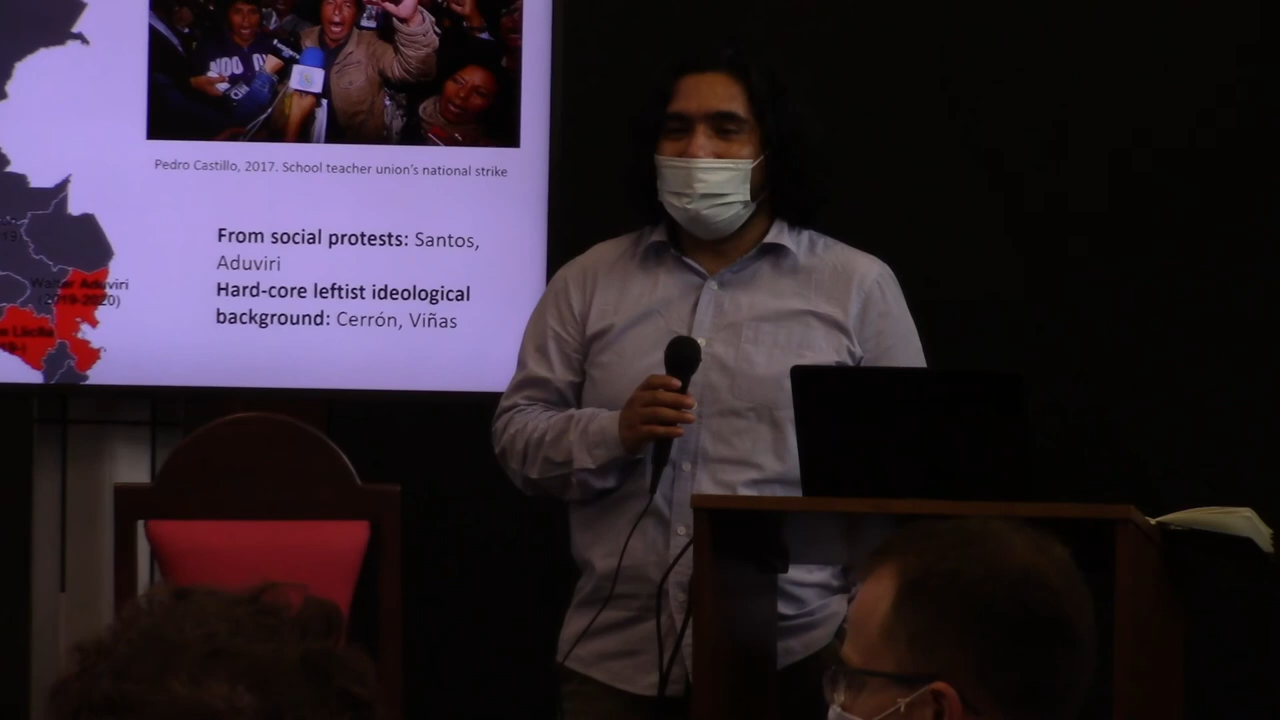 Pedro Castillo, 2017. School teacher union's national strike
From social protests: Santos,
Aduviri
Hard-core leftist ideological
background: Cerrón, Viñas
Walter Aduviri
(2019-2020)